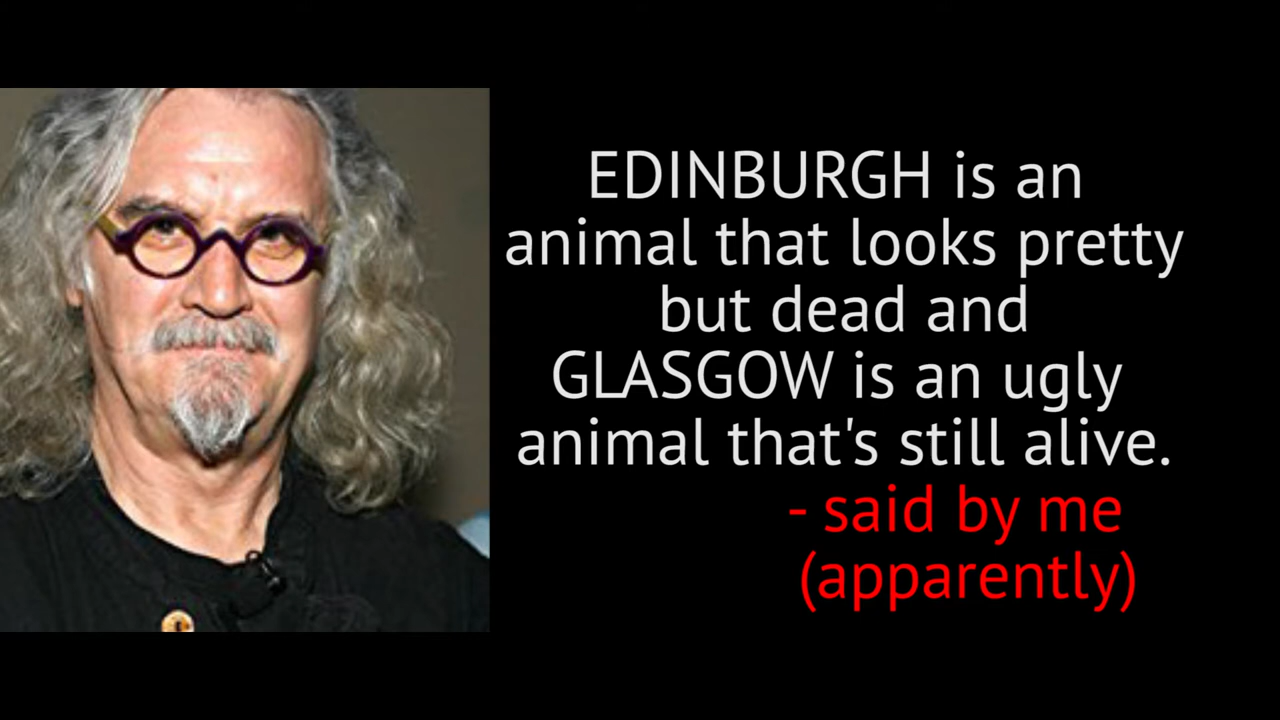 EDINBURGH is an
animal that looks pretty
but dead and
GLASGOW is an ugly
animal that's still alive.
- said by me
(apparently)